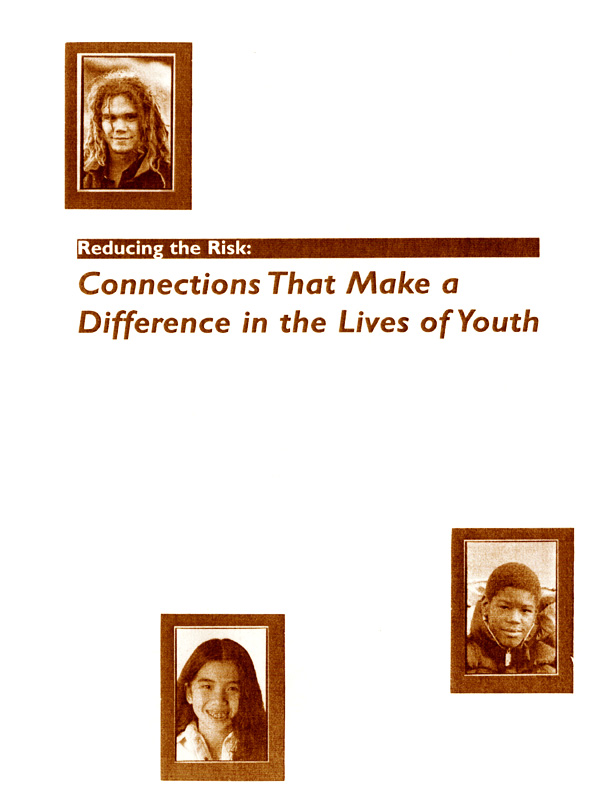 Reducing the Risk:
Connections That Make a
Difference in the Lives of Youth